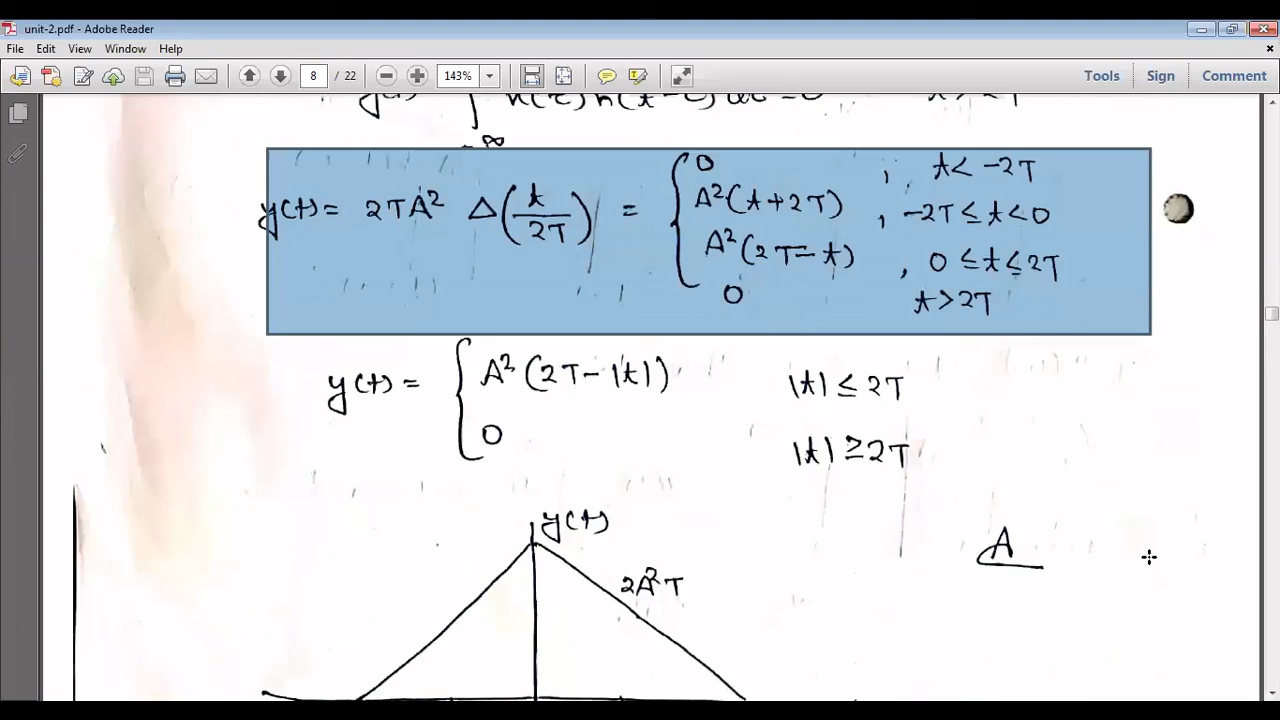 unit-2.pdf - Adobe Reader
File Edit View Window Help
8 / 22 143% Tools Sign Comment
-∞
y(t) = 2TA² Δ(t/2T) = { 0 ; t < -2T
A²(t+2T) , -2T ≤ t < 0
A²(2T-t) , 0 ≤ t ≤ 2T
0 t > 2T
y(t) = { A²(2T-|t|) |t| ≤ 2T
0 |t| ≥ 2T
y(t)
A
2A²T